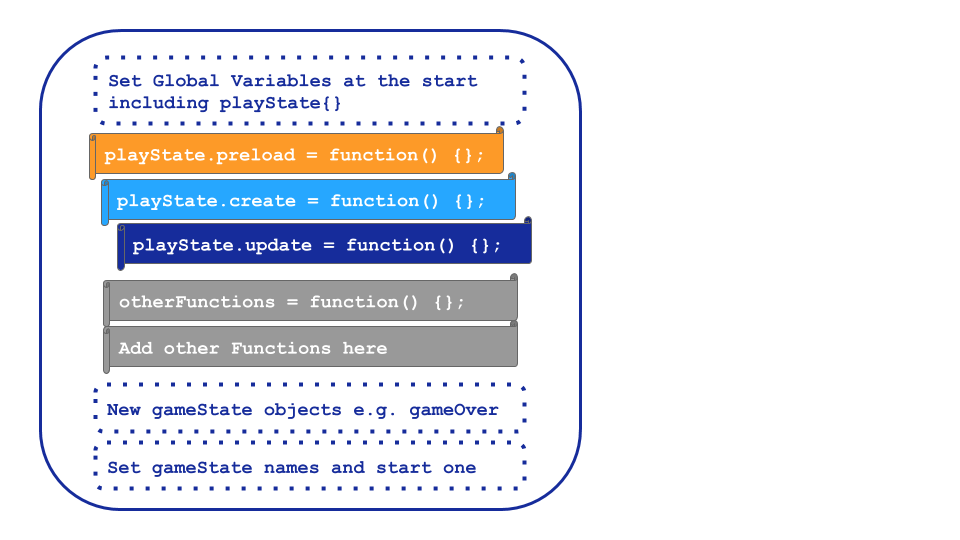 Set Global Variables at the start
including playState{}
playState.preload = function() {};
playState.create = function() {};
playState.update = function() {};
otherFunctions = function() {};
Add other Functions here
New gameState objects e.g. gameOver
Set gameState names and start one